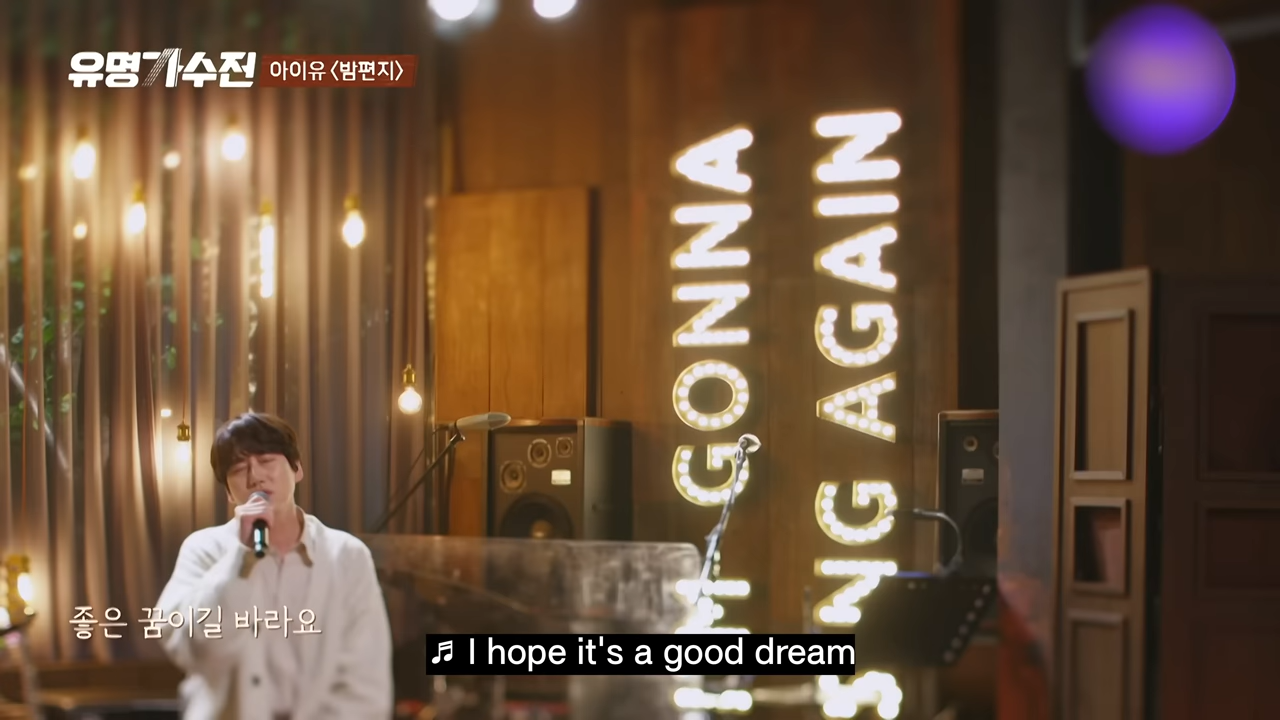 유명가수전
아이유 〈밤편지〉
I'M GONNA
SING AGAIN
좋은 꿈이길 바라요
♬ I hope it's a good dream